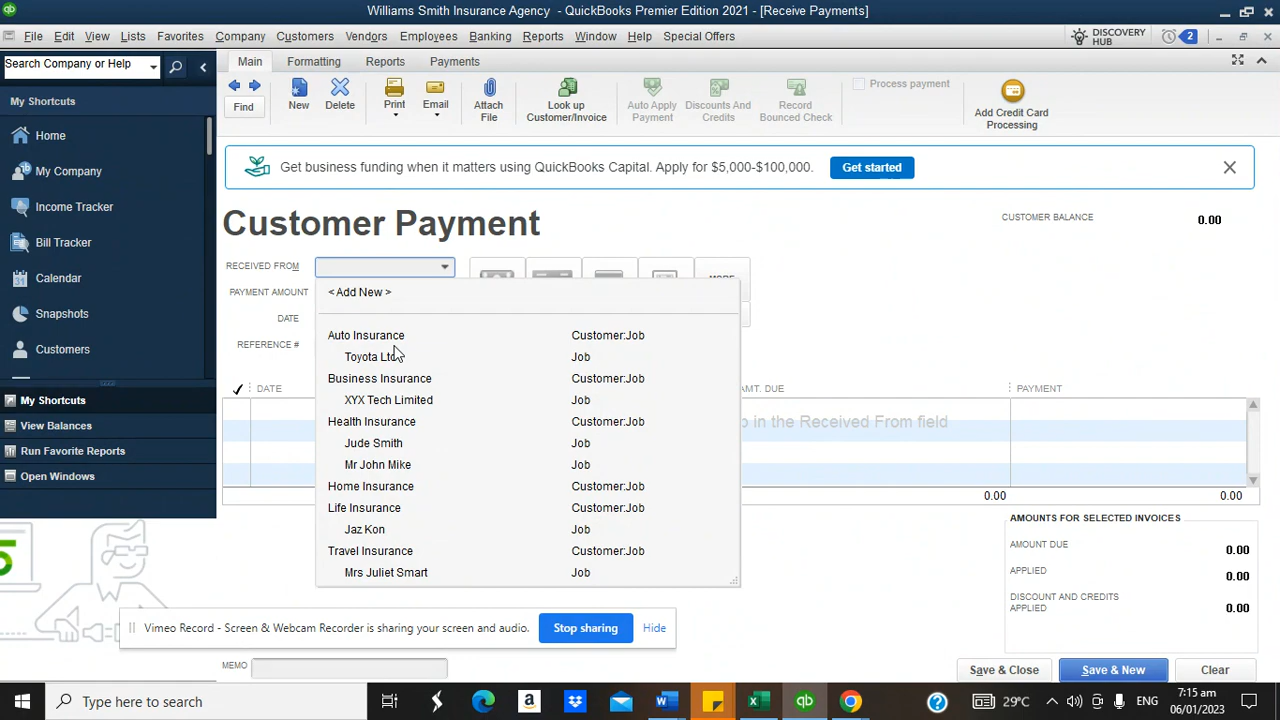 Williams Smith Insurance Agency - QuickBooks Premier Edition 2021 - [Receive Payments]
File Edit View Lists Favorites Company Customers Vendors Employees Banking Reports Window Help Special Offers
DISCOVERY HUB
2
Search Company or Help
Main Formatting Reports Payments
Find
New
Delete
Print
Email
Attach File
Look up Customer/Invoice
Auto Apply Payment
Discounts And Credits
Record Bounced Check
Process payment
Add Credit Card Processing
My Shortcuts
Home
My Company
Income Tracker
Bill Tracker
Calendar
Snapshots
Customers
My Shortcuts
View Balances
Run Favorite Reports
Open Windows
Get business funding when it matters using QuickBooks Capital. Apply for $5,000-$100,000. Get started
Customer Payment
CUSTOMER BALANCE 0.00
RECEIVED FROM
PAYMENT AMOUNT
DATE
REFERENCE #
< Add New >
Auto Insurance Customer:Job
Toyota Ltd Job
Business Insurance Customer:Job
XYX Tech Limited Job
Health Insurance Customer:Job
Jude Smith Job
Mr John Mike Job
Home Insurance Customer:Job
Life Insurance Customer:Job
Jaz Kon Job
Travel Insurance Customer:Job
Mrs Juliet Smart Job
DATE AMT. DUE PAYMENT
in the Received From field
0.00 0.00
AMOUNTS FOR SELECTED INVOICES
AMOUNT DUE 0.00
APPLIED 0.00
DISCOUNT AND CREDITS
APPLIED 0.00
Vimeo Record - Screen & Webcam Recorder is sharing your screen and audio. Stop sharing Hide
MEMO
Save & Close Save & New Clear
Type here to search
29°C
ENG
7:15 am
06/01/2023